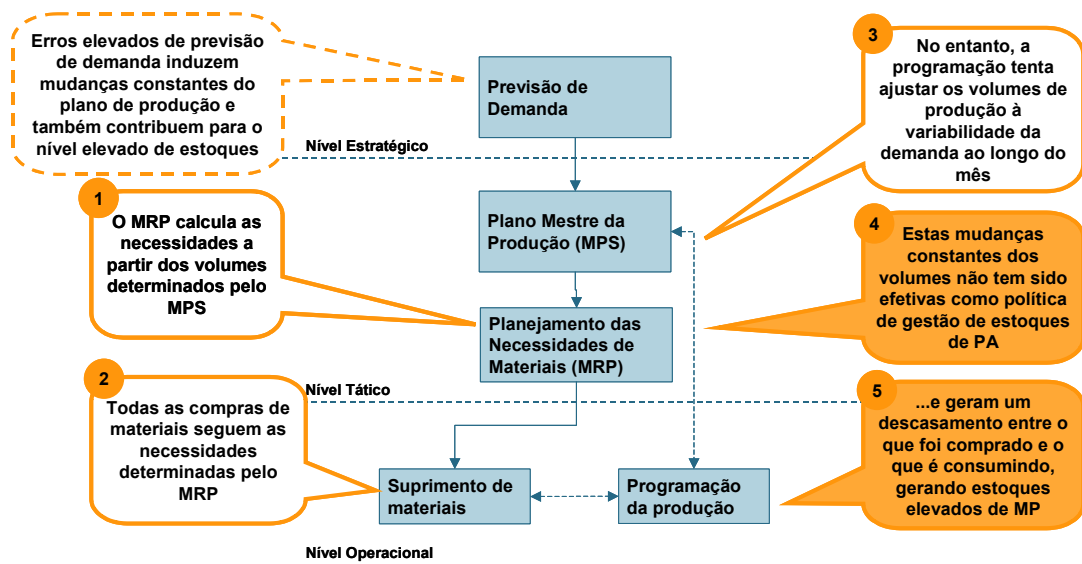 Erros elevados de previsão
de demanda induzem
mudanças constantes do
plano de produção e
também contribuem para o
nível elevado de estoques
Previsão de
Demanda
3
No entanto, a
programação tenta
ajustar os volumes de
produção à
variabilidade da
demanda ao longo do
mês
Nível Estratégico
1
O MRP calcula as
necessidades a
partir dos volumes
determinados pelo
MPS
Plano Mestre da
Produção (MPS)
4
Estas mudanças
constantes dos
volumes não tem sido
efetivas como política
de gestão de estoques
de PA
Planejamento das
Necessidades de
Materiais (MRP)
Nível Tático
2
Todas as compras de
materiais seguem as
necessidades
determinadas pelo
MRP
Suprimento de
materiais
Programação
da produção
5
...e geram um
descasamento entre o
que foi comprado e o
que é consumindo,
gerando estoques
elevados de MP
Nível Operacional